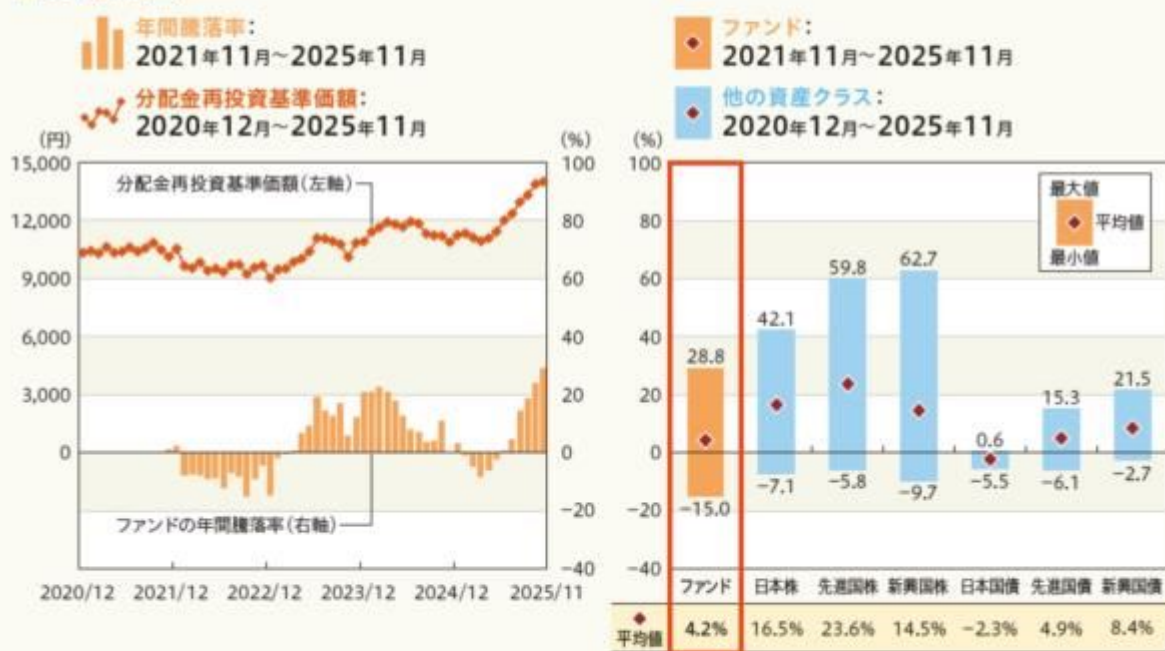 年間騰落率:
2021年11月~2025年11月
分配金再投資基準価額:
2020年12月~2025年11月
ファンド:
2021年11月~2025年11月
他の資産クラス:
2020年12月~2025年11月
(円)
(%)
15,000
12,000
9,000
6,000
3,000
0
100
80
60
40
20
0
-20
-40
分配金再投資基準価額(左軸)
ファンドの年間騰落率(右軸)
2020/12 2021/12 2022/12 2023/12 2024/12 2025/11
(%)
100
80
60
40
20
0
-20
-40
最大値
平均値
最小値
28.8 42.1 59.8 62.7 0.6 15.3 21.5
-15.0 -7.1 -5.8 -9.7 -5.5 -6.1 -2.7
ファンド 日本株 先進国株 新興国株 日本国債 先進国債 新興国債
平均値 4.2% 16.5% 23.6% 14.5% -2.3% 4.9% 8.4%